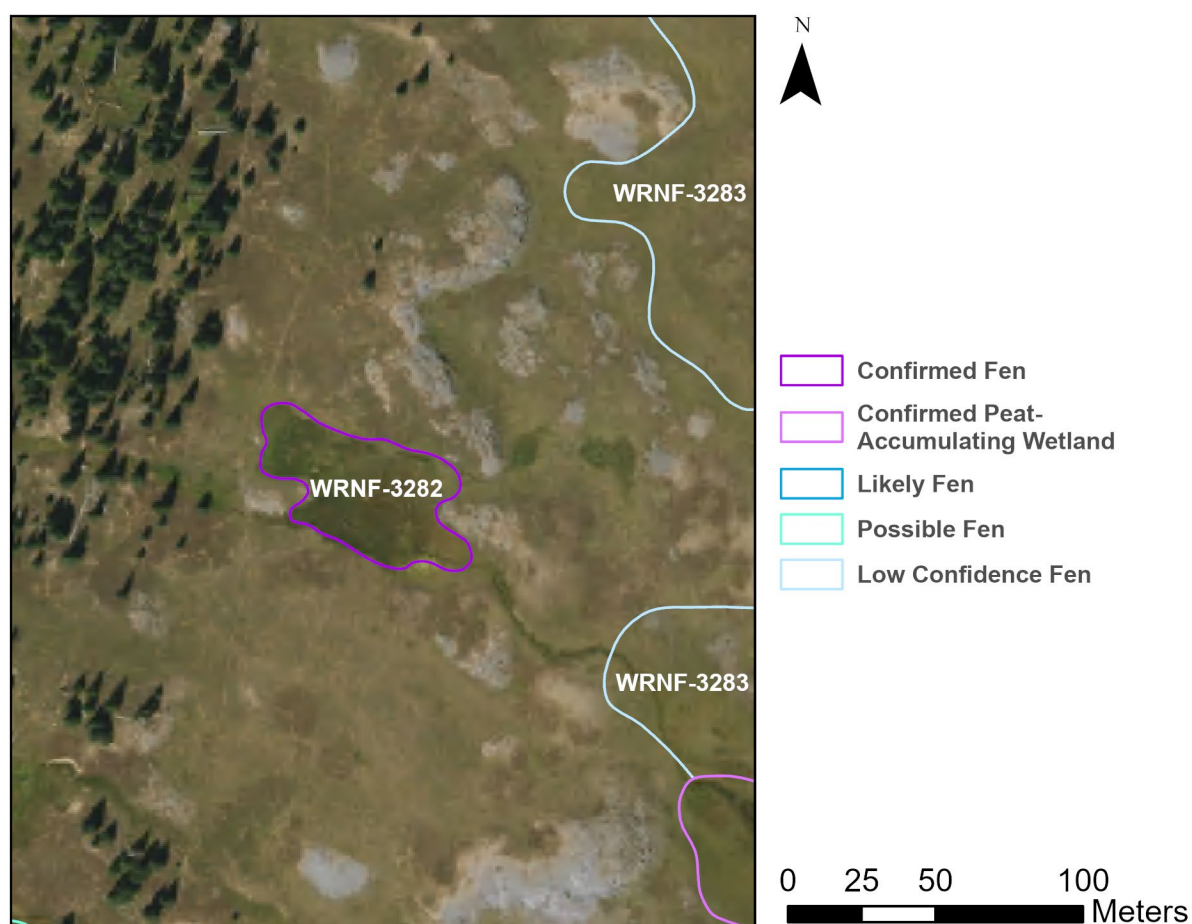 N
WRNF-3283
WRNF-3282
WRNF-3283
Confirmed Fen
Confirmed Peat-
Accumulating Wetland
Likely Fen
Possible Fen
Low Confidence Fen
0 25 50 100
Meters